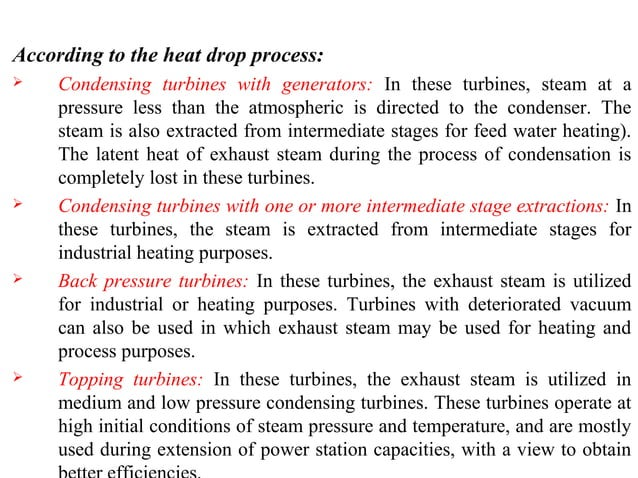 According to the heat drop process:
➢ Condensing turbines with generators: In these turbines, steam at a
pressure less than the atmospheric is directed to the condenser. The
steam is also extracted from intermediate stages for feed water heating).
The latent heat of exhaust steam during the process of condensation is
completely lost in these turbines.
➢ Condensing turbines with one or more intermediate stage extractions: In
these turbines, the steam is extracted from intermediate stages for
industrial heating purposes.
➢ Back pressure turbines: In these turbines, the exhaust steam is utilized
for industrial or heating purposes. Turbines with deteriorated vacuum
can also be used in which exhaust steam may be used for heating and
process purposes.
➢ Topping turbines: In these turbines, the exhaust steam is utilized in
medium and low pressure condensing turbines. These turbines operate at
high initial conditions of steam pressure and temperature, and are mostly
used during extension of power station capacities, with a view to obtain
better efficiencies.